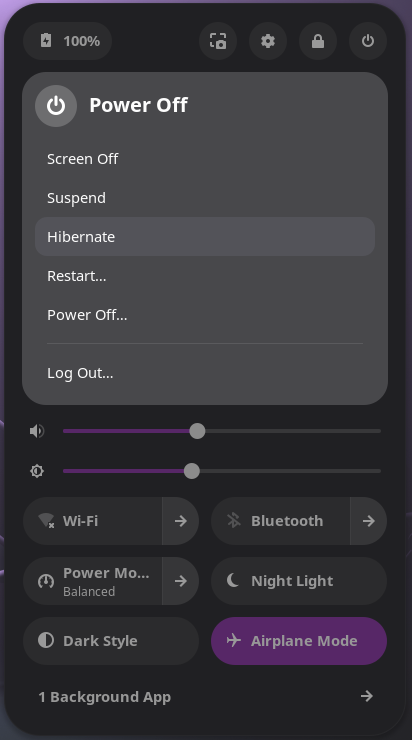 100%
Power Off
Screen Off
Suspend
Hibernate
Restart...
Power Off...
Log Out...
Wi-Fi
Bluetooth
Power Mo...
Balanced
Night Light
Dark Style
Airplane Mode
1 Background App